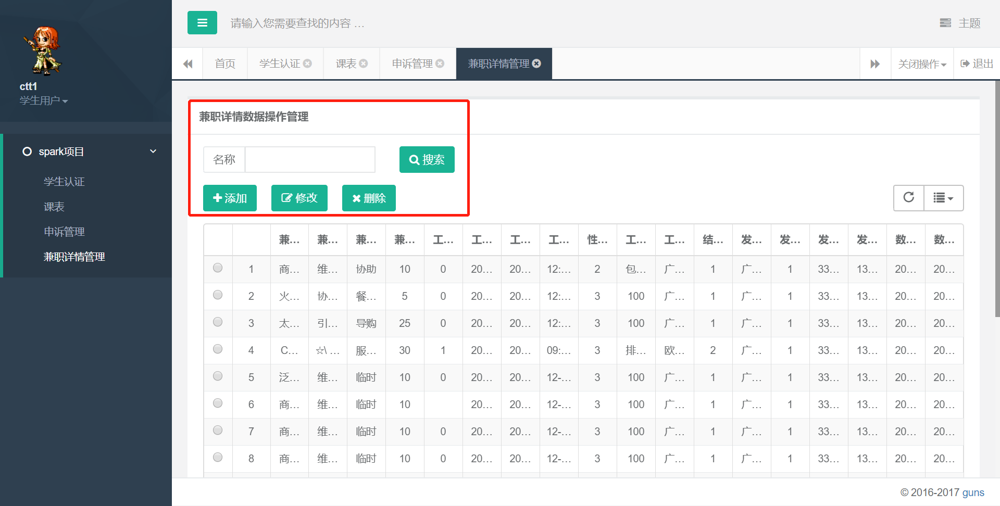 请输入您需要查找的内容 …
主题
ctt1
学生用户
首页 学生认证 课表 申诉管理 兼职详情管理 关闭操作 退出
spark项目
学生认证
课表
申诉管理
兼职详情管理
兼职详情数据操作管理
名称 搜索
添加 修改 删除
兼... 兼... 兼... 兼... 工... 工... 工... 工... 性... 工... 工... 结... 发... 发... 发... 发... 数... 数...
1 商... 维... 协助 10 0 20... 20... 12:... 2 包... 广... 1 广... 1 33... 13... 20... 20...
2 火... 协... 餐... 5 0 20... 20... 12:... 3 100 广... 1 广... 1 33... 13... 20... 20...
3 太... 引... 导购 25 0 20... 20... 12:... 3 100 广... 1 广... 1 33... 13... 20... 20...
4 C... ☆\ ... 服... 30 1 20... 20... 09:... 3 排... 欧... 2 广... 1 33... 13... 20... 20...
5 泛... 维... 临时 10 0 20... 20... 12-... 3 100 广... 1 广... 1 33... 13... 20... 20...
6 商... 维... 临时 10 20... 20... 12-... 3 100 广... 1 广... 1 33... 13... 20... 20...
7 商... 维... 临时 10 0 20... 20... 12-... 3 100 广... 1 广... 1 33... 13... 20... 20...
8 商... 维... 临时 10 0 20... 20... 12-... 3 100 广... 1 广... 1 33... 13... 20... 20...
© 2016-2017 guns